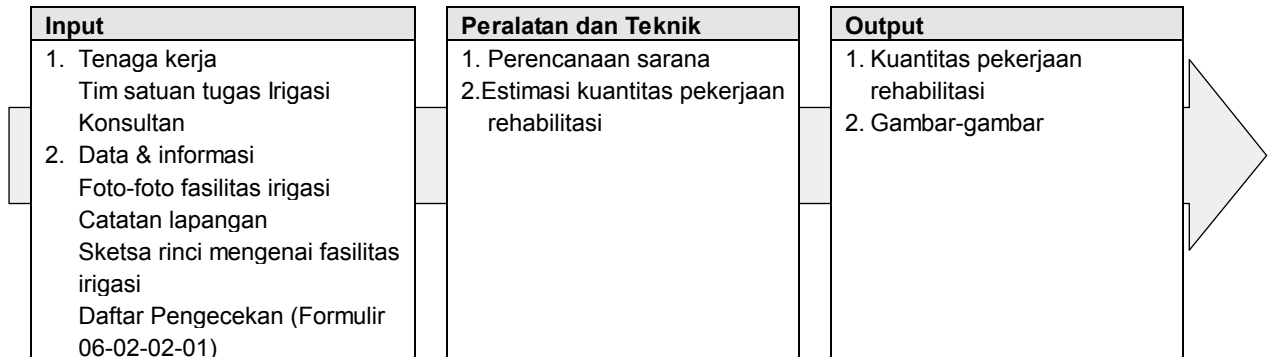 Input
1. Tenaga kerja
Tim satuan tugas Irigasi
Konsultan
2. Data & informasi
Foto-foto fasilitas irigasi
Catatan lapangan
Sketsa rinci mengenai fasilitas
irigasi
Daftar Pengecekan (Formulir
06-02-02-01)
Peralatan dan Teknik
1. Perencanaan sarana
2.Estimasi kuantitas pekerjaan
rehabilitasi
Output
1. Kuantitas pekerjaan
rehabilitasi
2. Gambar-gambar